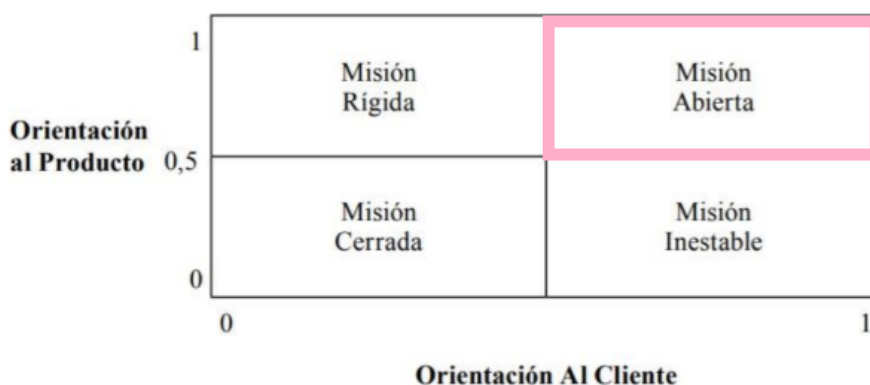 1
Misión
Rígida
Misión
Abierta
Orientación
al Producto
0,5
Misión
Cerrada
Misión
Inestable
0
0
1
Orientación Al Cliente